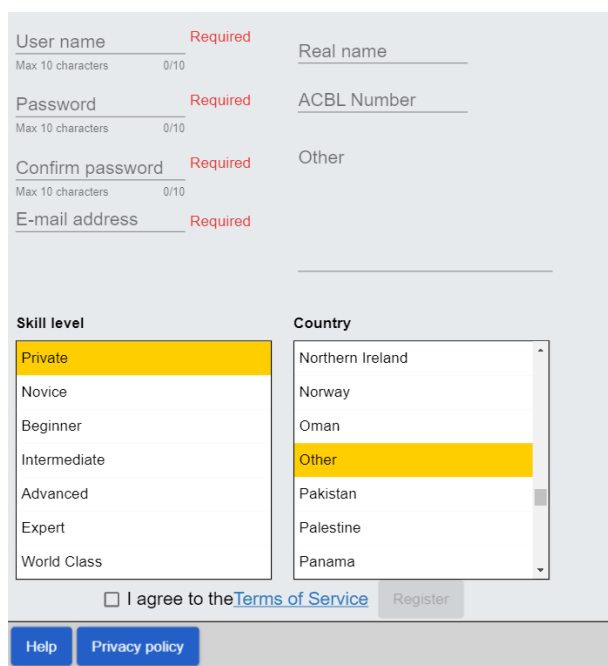 User name Required
Max 10 characters 0/10
Password Required
Max 10 characters 0/10
Confirm password Required
Max 10 characters 0/10
E-mail address Required
Real name
ACBL Number
Other
Skill level
Private
Novice
Beginner
Intermediate
Advanced
Expert
World Class
Country
Northern Ireland
Norway
Oman
Other
Pakistan
Palestine
Panama
I agree to theTerms of Service Register
Help Privacy policy